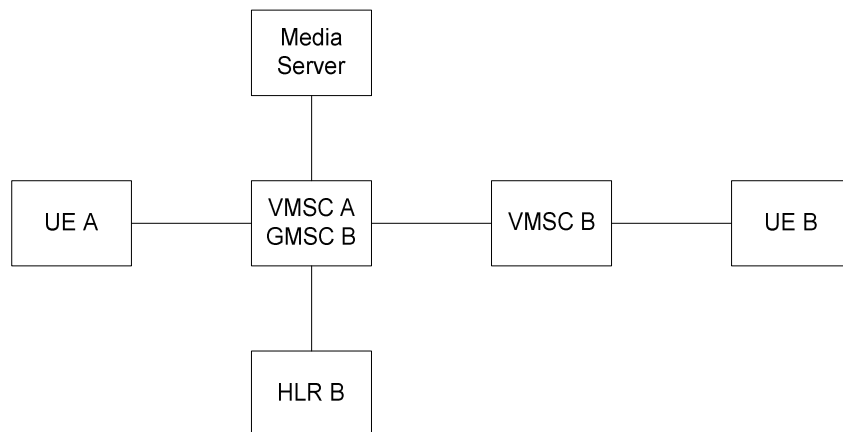 Media
Server
UE A
VMSC A
GMSC B
VMSC B
UE B
HLR B